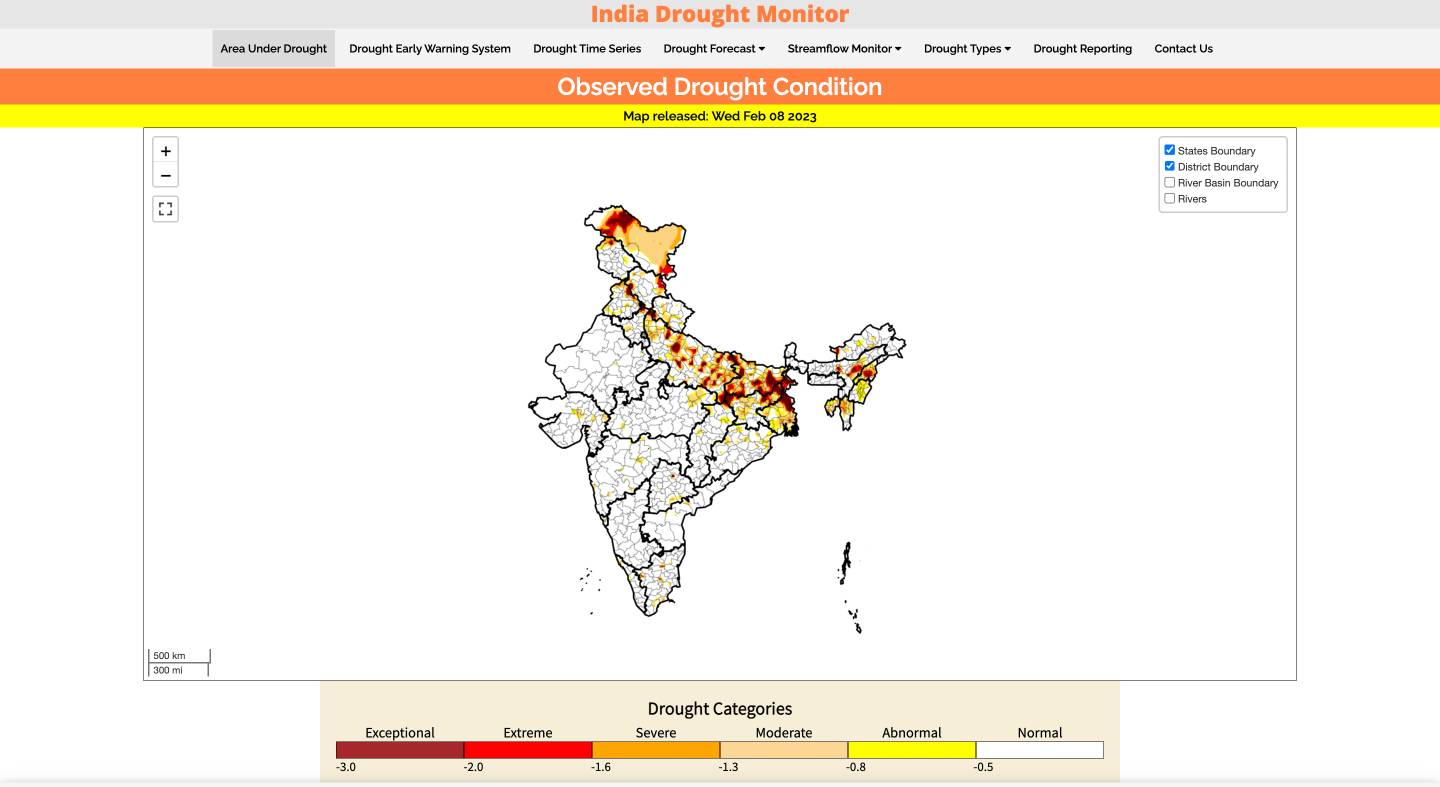 India Drought Monitor
Area Under Drought Drought Early Warning System Drought Time Series Drought Forecast Streamflow Monitor Drought Types Drought Reporting Contact Us
Observed Drought Condition
Map released: Wed Feb 08 2023
+
−
States Boundary
District Boundary
River Basin Boundary
Rivers
500 km
300 mi
Drought Categories
Exceptional Extreme Severe Moderate Abnormal Normal
-3.0 -2.0 -1.6 -1.3 -0.8 -0.5